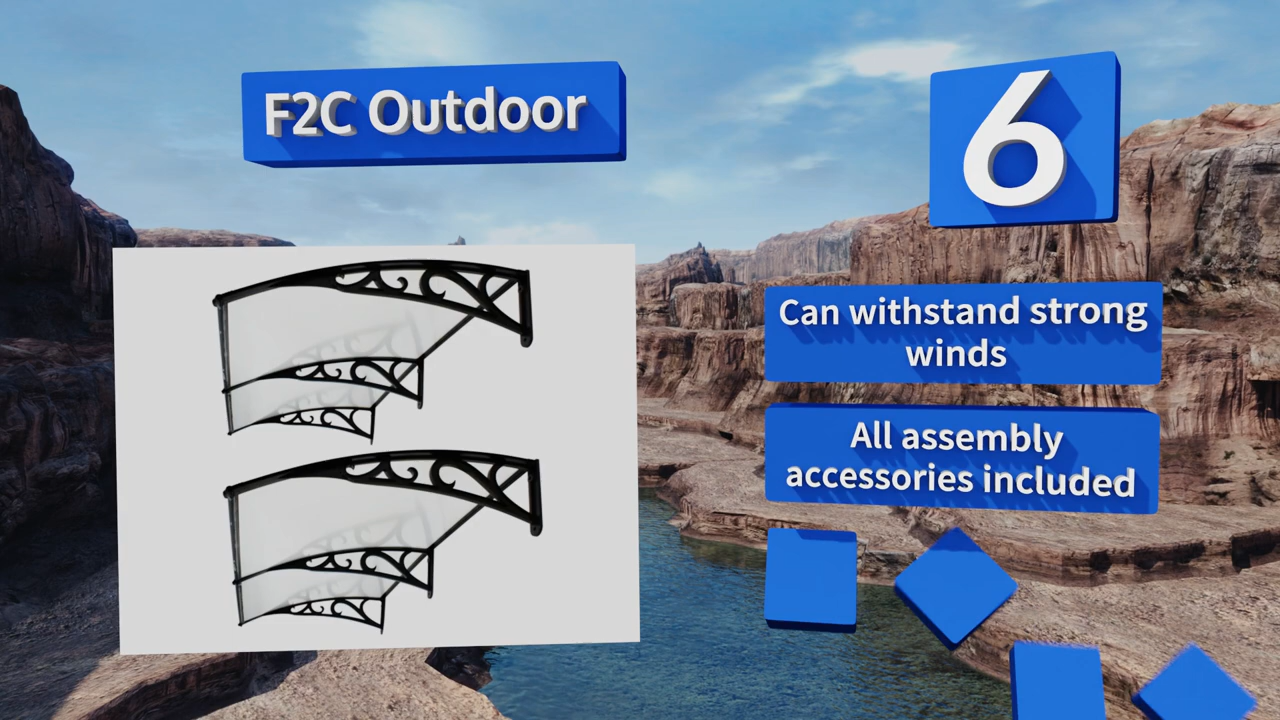 F2C Outdoor
6
Can withstand strong
winds
All assembly
accessories included